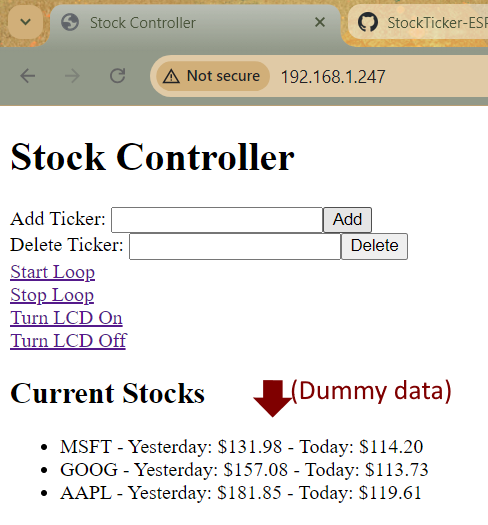 Stock Controller
StockTicker-ESP
Not secure
192.168.1.247
Stock Controller
Add Ticker: Add
Delete Ticker: Delete
Start Loop
Stop Loop
Turn LCD On
Turn LCD Off
Current Stocks
(Dummy data)
MSFT - Yesterday: $131.98 - Today: $114.20
GOOG - Yesterday: $157.08 - Today: $113.73
AAPL - Yesterday: $181.85 - Today: $119.61